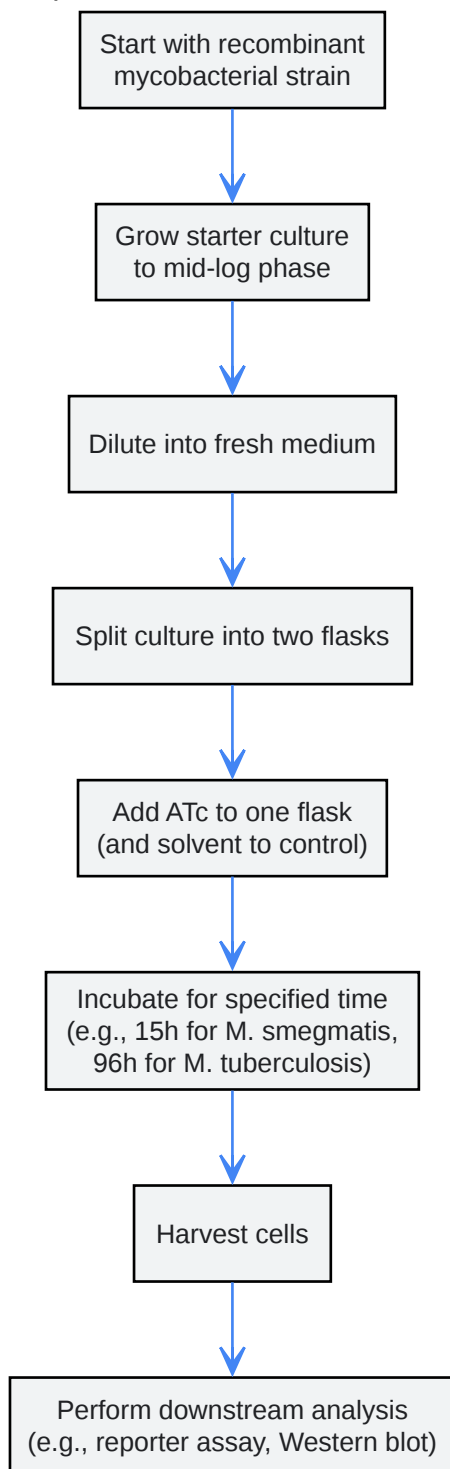 Start with recombinant
mycobacterial strain
Grow starter culture
to mid-log phase
Dilute into fresh medium
Split culture into two flasks
Add ATc to one flask
(and solvent to control)
Incubate for specified time
(e.g., 15h for M. smegmatis,
96h for M. tuberculosis)
Harvest cells
Perform downstream analysis
(e.g., reporter assay, Western blot)